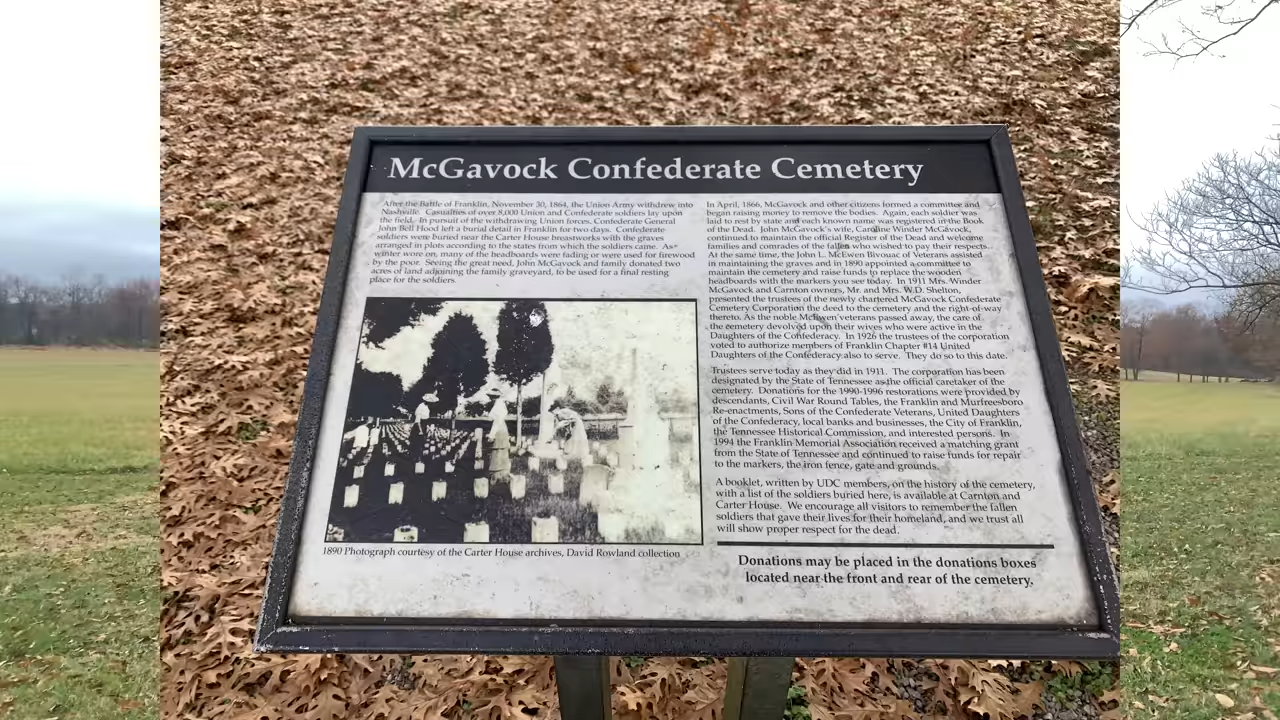 McGavock Confederate Cemetery
After the Battle of Franklin, November 30, 1864, the Union Army withdrew into
Nashville. Casualties of over 8,000 Union and Confederate soldiers lay upon
the field. In pursuit of the withdrawing Union forces, Confederate General
John Bell Hood left a burial detail in Franklin for two days. Confederate
soldiers were buried near the Carter House breastworks with the graves
arranged in plots according to the states from which the soldiers came. As
winter wore on, many of the headboards were fading or were used for firewood
by the poor. Seeing the great need, John McGavock and family donated two
acres of land adjoining the family graveyard, to be used for a final resting
place for the soldiers.
1890 Photograph courtesy of the Carter House archives, David Rowland collection
In April, 1866, McGavock and other citizens formed a committee and
began raising money to remove the bodies. Again, each soldier was
laid to rest by state and each known name was registered in the Book
of the Dead. John McGavock's wife, Caroline Winder McGavock,
continued to maintain the official Register of the Dead and welcome
families and comrades of the fallen who wished to pay their respects.
At the same time, the John L. McEwen Bivouac of Veterans assisted
in maintaining the graves and in 1890 appointed a committee to
maintain the cemetery and raise funds to replace the wooden
headboards with the markers you see today. In 1911 Mrs. Winder
McGavock and Carnton owners, Mr. and Mrs. W.D. Shelton,
presented the trustees of the newly chartered McGavock Confederate
Cemetery Corporation the deed to the cemetery and the right-of-way
thereto. As the noble McEwen veterans passed away, the care of
the cemetery devolved upon their wives who were active in the
Daughters of the Confederacy. In 1926 the trustees of the corporation
voted to authorize members of Franklin Chapter #14 United
Daughters of the Confederacy also to serve. They do so to this date.
Trustees serve today as they did in 1911. The corporation has been
designated by the State of Tennessee as the official caretaker of the
cemetery. Donations for the 1990-1996 restorations were provided by
descendants, Civil War Round Tables, the Franklin and Murfreesboro
Re-enactments, Sons of the Confederate Veterans, United Daughters
of the Confederacy, local banks and businesses, the City of Franklin,
the Tennessee Historical Commission, and interested persons. In
1994 the Franklin Memorial Association received a matching grant
from the State of Tennessee and continued to raise funds for repair
to the markers, the iron fence, gate and grounds.
A booklet, written by UDC members, on the history of the cemetery,
with a list of the soldiers buried here, is available at Carnton and
Carter House. We encourage all visitors to remember the fallen
soldiers that gave their lives for their homeland, and we trust all
will show proper respect for the dead.
Donations may be placed in the donations boxes
located near the front and rear of the cemetery.